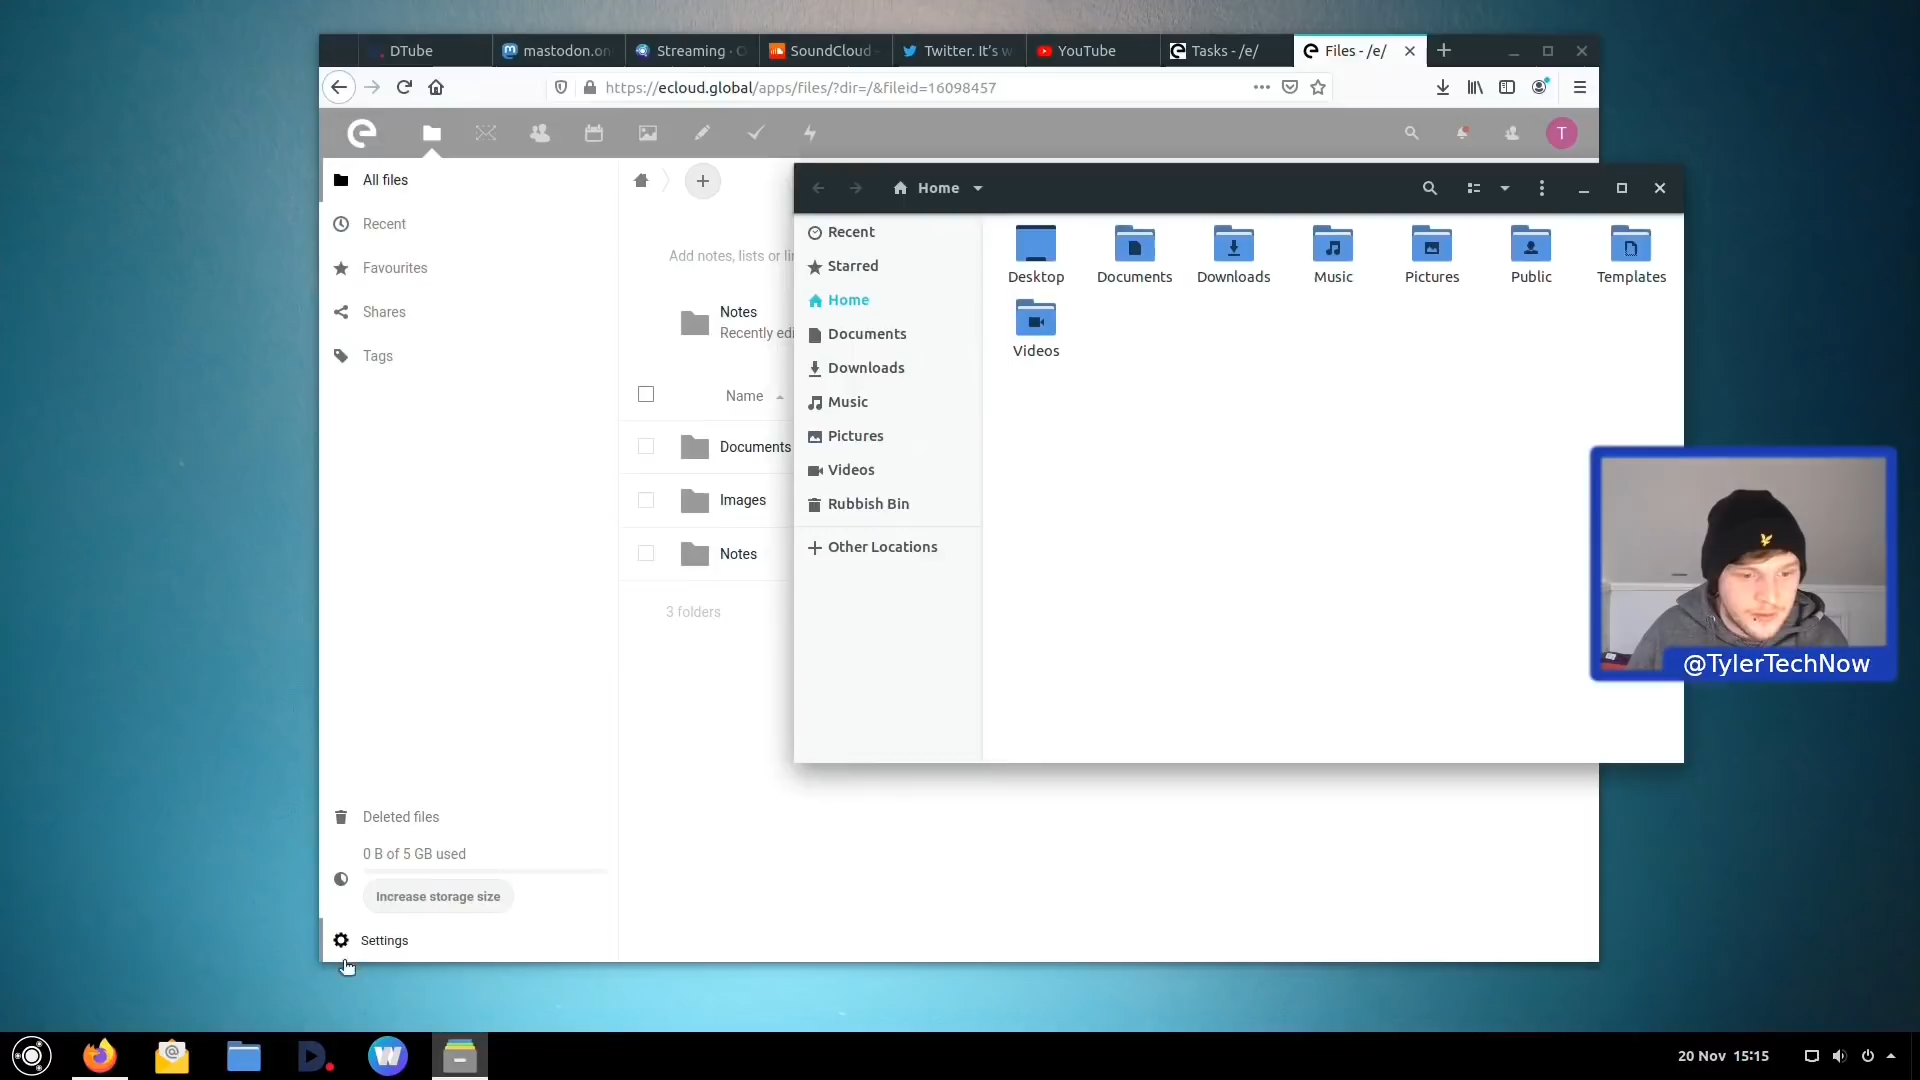 DTube
mastodon.on
Streaming · O
SoundCloud -
Twitter. It's w
YouTube
Tasks - /e/
Files - /e/
https://ecloud.global/apps/files/?dir=/&fileid=16098457
T
All files
Recent
Favourites
Shares
Tags
Add notes, lists or lin
Notes
Recently edi
Name
Documents
Images
Notes
3 folders
Deleted files
0 B of 5 GB used
Increase storage size
Settings
Home
Recent
Starred
Home
Documents
Downloads
Music
Pictures
Videos
Rubbish Bin
Other Locations
Desktop
Documents
Downloads
Music
Pictures
Public
Templates
Videos
@TylerTechNow
20 Nov 15:15